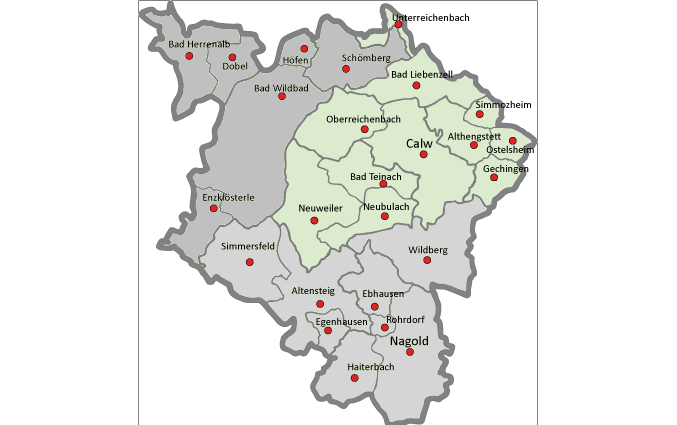 Unterreichenbach
Bad Herrenalb
Dobel
Höfen
Schömberg
Bad Liebenzell
Bad Wildbad
Simmozheim
Oberreichenbach
Althengstett
Calw
Ostelsheim
Gechingen
Bad Teinach
Enzklösterle
Neuweiler
Neubulach
Simmersfeld
Wildberg
Altensteig
Ebhausen
Egenhausen
Rohrdorf
Nagold
Haiterbach